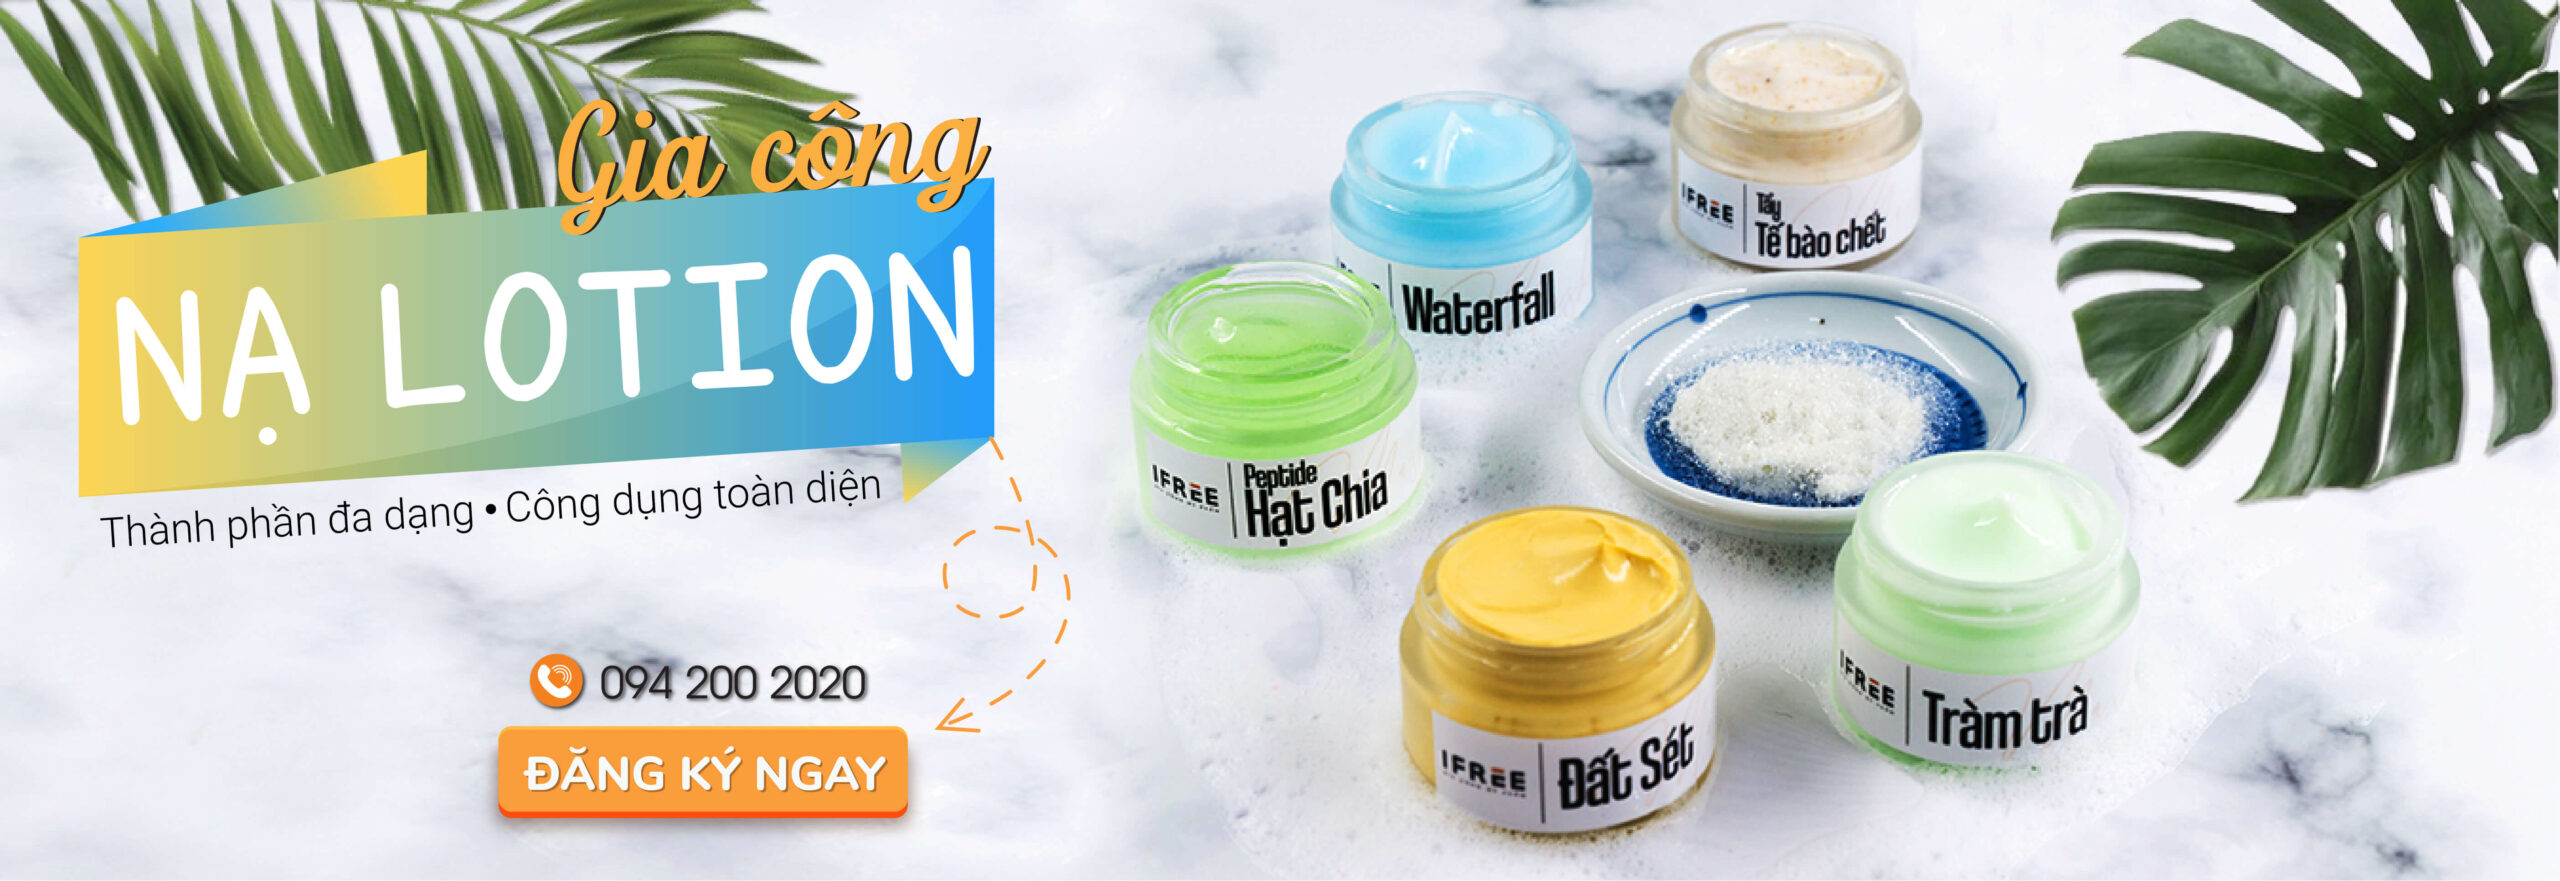 Gia công
NẠ LOTION
Thành phần đa dạng • Công dụng toàn diện
094 200 2020
ĐĂNG KÝ NGAY
IFREE
Tẩy
Tế bào chết
Waterfall
IFREE
Peptide
Hạt Chia
IFREE
Đất Sét
IFREE
Tràm trà